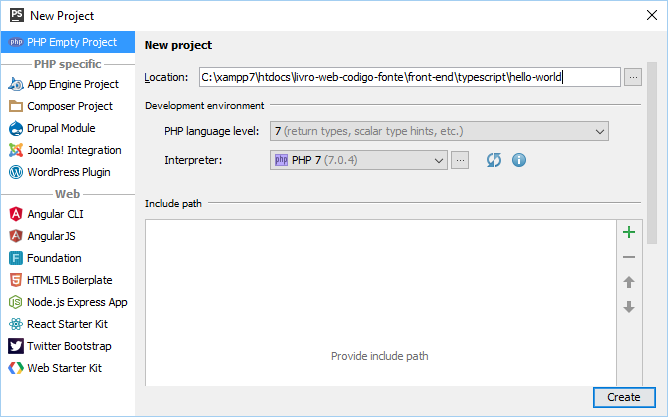 PS New Project
php PHP Empty Project
PHP specific
App Engine Project
Composer Project
Drupal Module
Joomla! Integration
WordPress Plugin
Web
Angular CLI
AngularJS
Foundation
HTML5 Boilerplate
Node.js Express App
React Starter Kit
Twitter Bootstrap
Web Starter Kit
New project
Location: C:\xampp7\htdocs\livro-web-codigo-fonte\front-end\typescript\hello-world ...
Development environment
PHP language level: 7 (return types, scalar type hints, etc.)
Interpreter: php PHP 7 (7.0.4) ...
Include path
Provide include path
Create